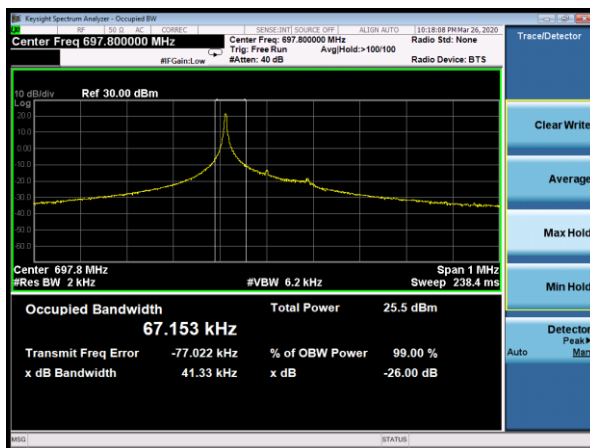 Keysight Spectrum Analyzer - Occupied BW
RF 50 Ω AC CORREC SENSE:INT SOURCE OFF ALIGN AUTO 10:18:08 PM Mar 26, 2020
Center Freq 697.800000 MHz Center Freq: 697.800000 MHz Radio Std: None Trace/Detector
Trig: Free Run Avg|Hold:>100/100
#IFGain:Low #Atten: 40 dB Radio Device: BTS
10 dB/div Ref 30.00 dBm
Log
20.0
10.0
0.00
-10.0
-20.0
-30.0
-40.0
-50.0
-60.0
Center 697.8 MHz Span 1 MHz
#Res BW 2 kHz #VBW 6.2 kHz Sweep 238.4 ms
Occupied Bandwidth Total Power 25.5 dBm
67.153 kHz
Transmit Freq Error -77.022 kHz % of OBW Power 99.00 %
x dB Bandwidth 41.33 kHz x dB -26.00 dB
MSG STATUS
Clear Write
Average
Max Hold
Min Hold
Detector
Peak▶
Auto Man